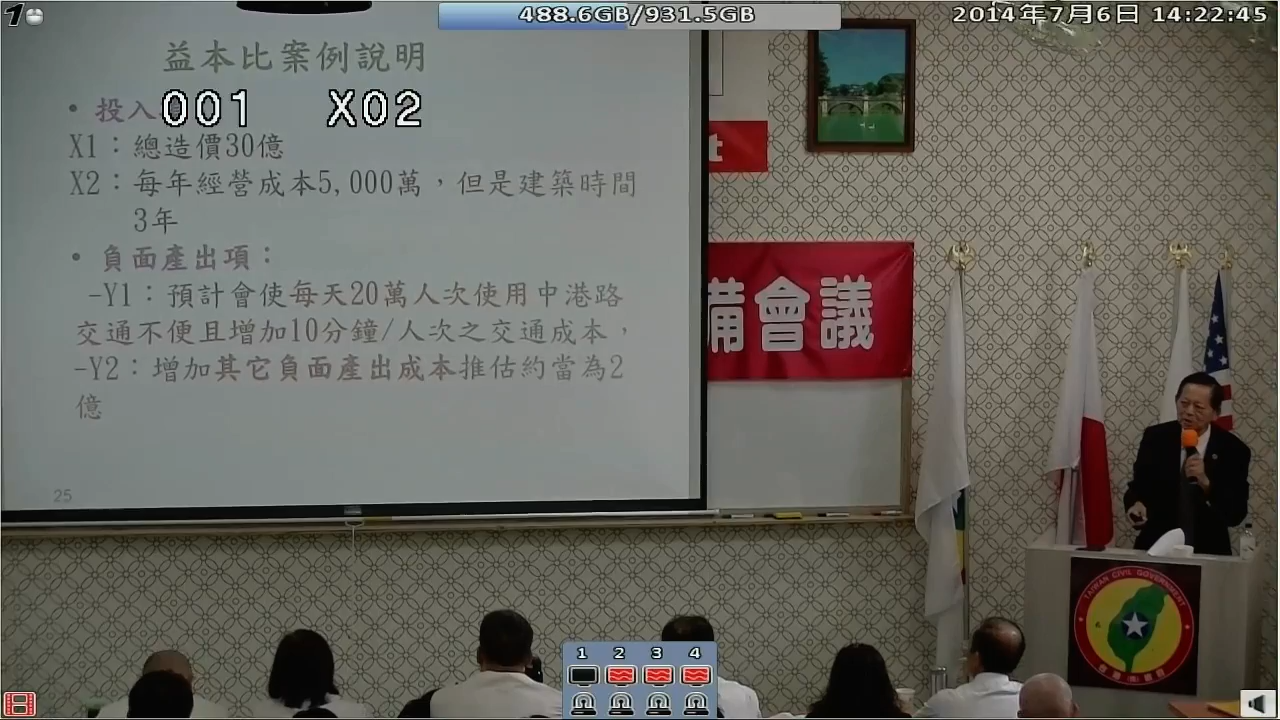 1
488.6GB/931.5GB
2014年7月6日 14:22:45
益本比案例說明
001 X02
• 投入
X1：總造價30億
X2：每年經營成本5,000萬，但是建築時間
3年
• 負面產出項：
-Y1：預計會使每天20萬人次使用中港路
交通不便且增加10分鐘/人次之交通成本，
-Y2：增加其它負面產出成本推估約當為2
億
25
t
備會議
TAIWAN CIVIL GOVERNMENT
1 2 3 4